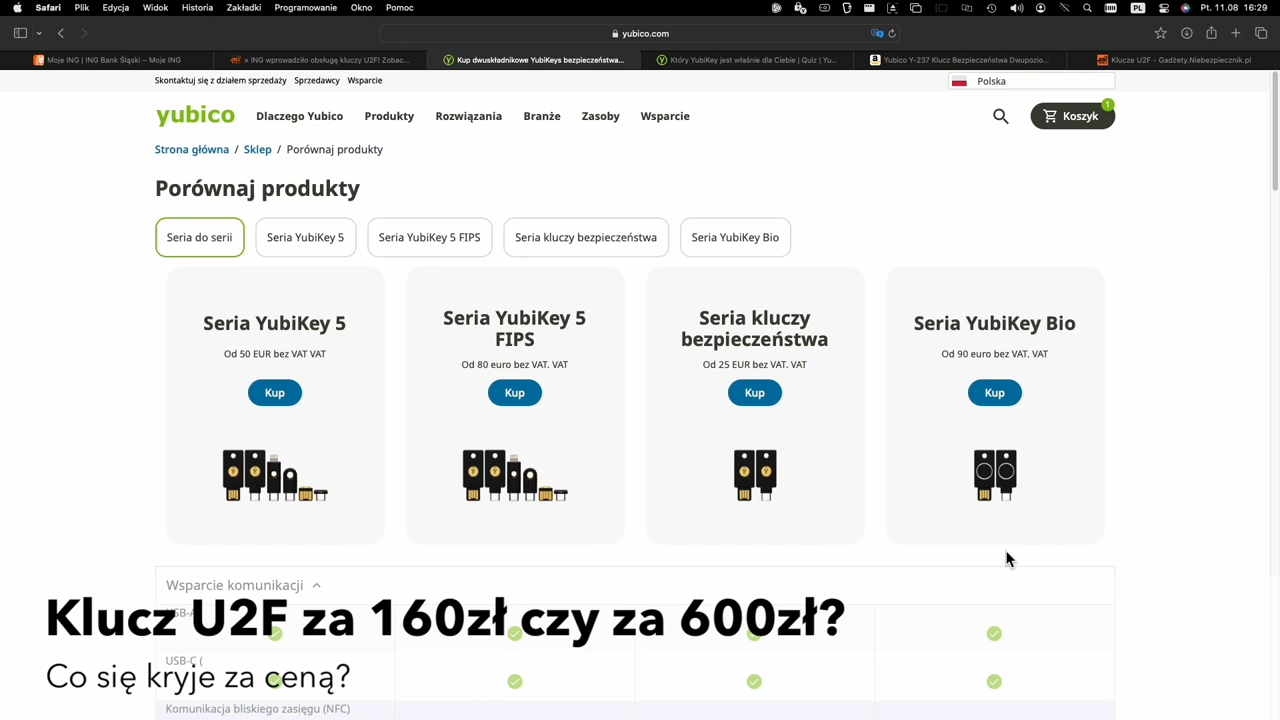 Safari Plik Edycja Widok Historia Zakładki Programowanie Okno Pomoc PL Pt. 11.08 16:29
yubico.com
Moje ING | ING Bank Śląski – Moje ING
» ING wprowadziło obsługę kluczy U2F! Zobac...
Kup dwuskładnikowe YubiKeys bezpieczeństwa...
Który YubiKey jest właśnie dla Ciebie | Quiz | Yu...
Yubico Y-237 Klucz Bezpieczeństwa Dwupozio...
Klucze U2F - Gadżety.Niebezpiecznik.pl
Skontaktuj się z działem sprzedaży Sprzedawcy Wsparcie
Polska
yubico Dlaczego Yubico Produkty Rozwiązania Branże Zasoby Wsparcie Koszyk 1
Strona główna / Sklep / Porównaj produkty
Porównaj produkty
Seria do serii Seria YubiKey 5 Seria YubiKey 5 FIPS Seria kluczy bezpieczeństwa Seria YubiKey Bio
Seria YubiKey 5
Od 50 EUR bez VAT VAT
Kup
Seria YubiKey 5
FIPS
Od 80 euro bez VAT. VAT
Kup
Seria kluczy
bezpieczeństwa
Od 25 EUR bez VAT. VAT
Kup
Seria YubiKey Bio
Od 90 euro bez VAT. VAT
Kup
Wsparcie komunikacji
USB-A
Klucz U2F za 160zł czy za 600zł?
USB-C (
Co się kryje za ceną?
Komunikacja bliskiego zasięgu (NFC)